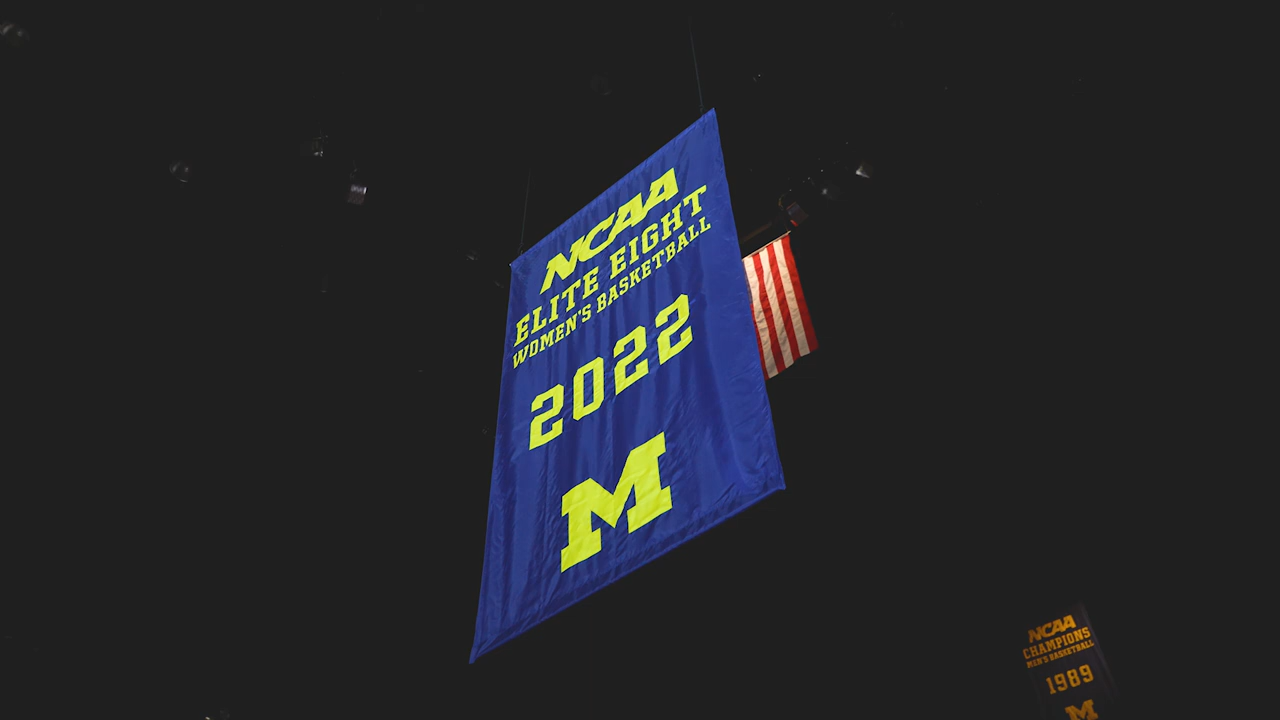 NCAA
ELITE EIGHT
WOMEN'S BASKETBALL
2022
M
NCAA
CHAMPIONS
MEN'S BASKETBALL
1989
M